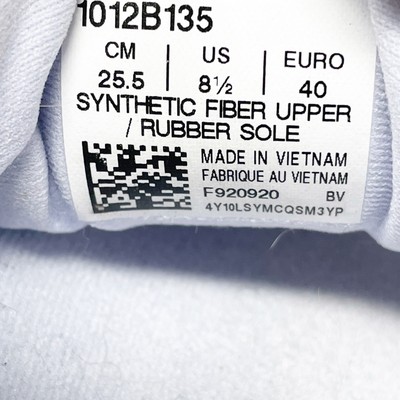 1012B135
CM | US | EURO
25.5 | 8½ | 40
SYNTHETIC FIBER UPPER
/ RUBBER SOLE
MADE IN VIETNAM
FABRIQUE AU VIETNAM
F920920 BV
4Y10LSYMCQSM3YP